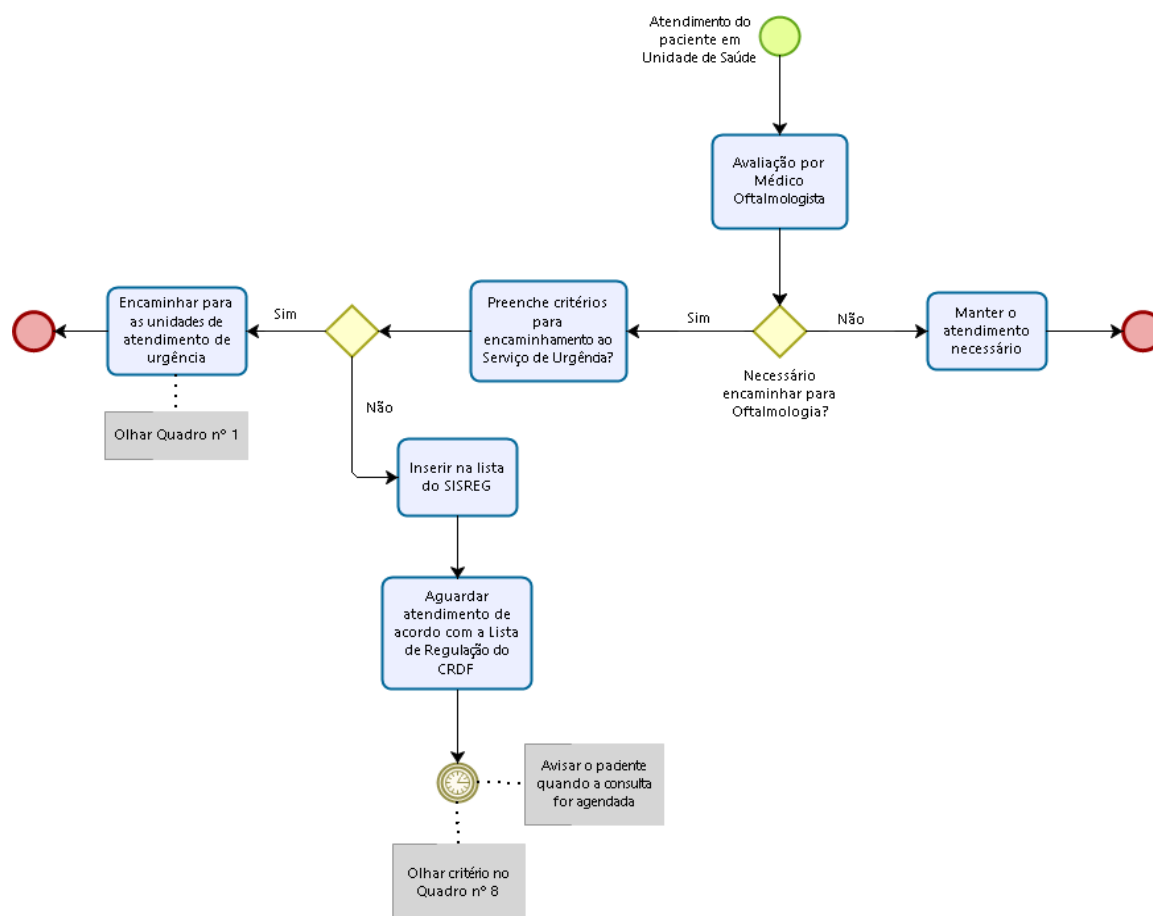 Atendimento do
paciente em
Unidade de Saúde
Avaliação por
Médico
Oftalmologista
Necessário
encaminhar para
Oftalmologia?
Não
Manter o
atendimento
necessário
Sim
Preenche critérios
para
encaminhamento ao
Serviço de Urgência?
Sim
Encaminhar para
as unidades de
atendimento de
urgência
Olhar Quadro nº 1
Não
Inserir na lista
do SISREG
Aguardar
atendimento de
acordo com a Lista
de Regulação do
CRDF
Avisar o paciente
quando a consulta
for agendada
Olhar critério no
Quadro nº 8